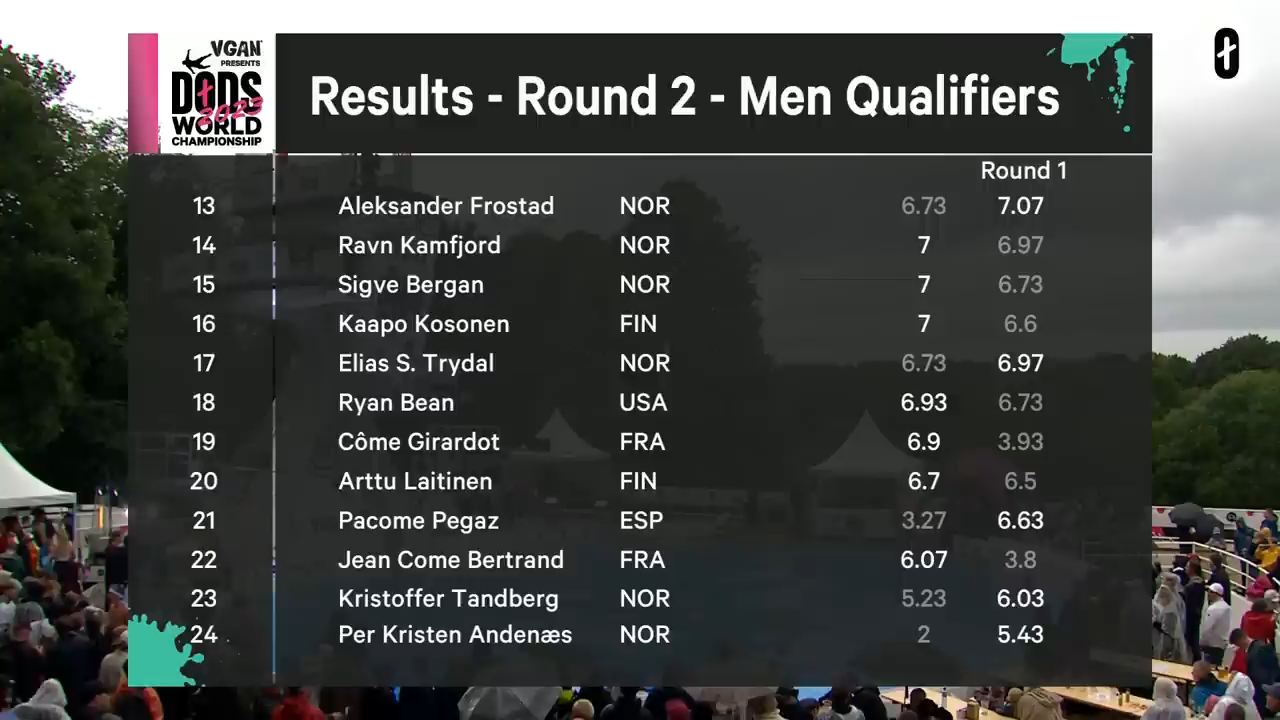 VGAN
PRESENTS
DØDS
2023
WORLD
CHAMPIONSHIP
Results - Round 2 - Men Qualifiers
Round 1
13 Aleksander Frostad NOR 6.73 7.07
14 Ravn Kamfjord NOR 7 6.97
15 Sigve Bergan NOR 7 6.73
16 Kaapo Kosonen FIN 7 6.6
17 Elias S. Trydal NOR 6.73 6.97
18 Ryan Bean USA 6.93 6.73
19 Côme Girardot FRA 6.9 3.93
20 Arttu Laitinen FIN 6.7 6.5
21 Pacome Pegaz ESP 3.27 6.63
22 Jean Come Bertrand FRA 6.07 3.8
23 Kristoffer Tandberg NOR 5.23 6.03
24 Per Kristen Andenæs NOR 2 5.43